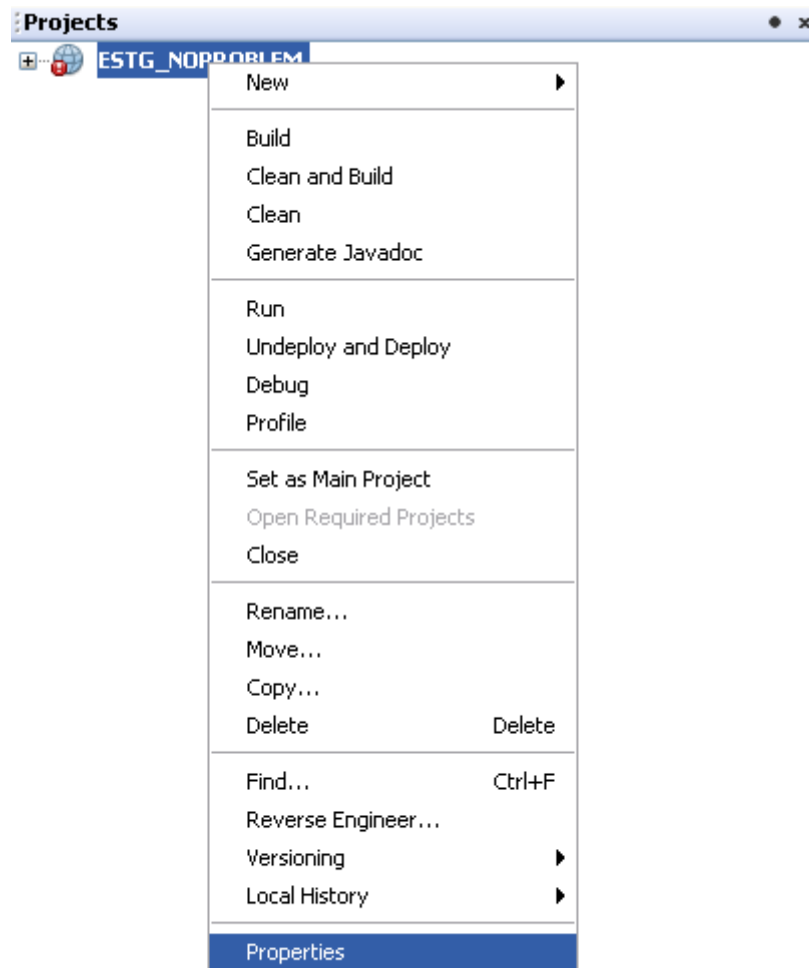 Projects
ESTG_NOPROBLEM
New
Build
Clean and Build
Clean
Generate Javadoc
Run
Undeploy and Deploy
Debug
Profile
Set as Main Project
Open Required Projects
Close
Rename...
Move...
Copy...
Delete Delete
Find... Ctrl+F
Reverse Engineer...
Versioning
Local History
Properties